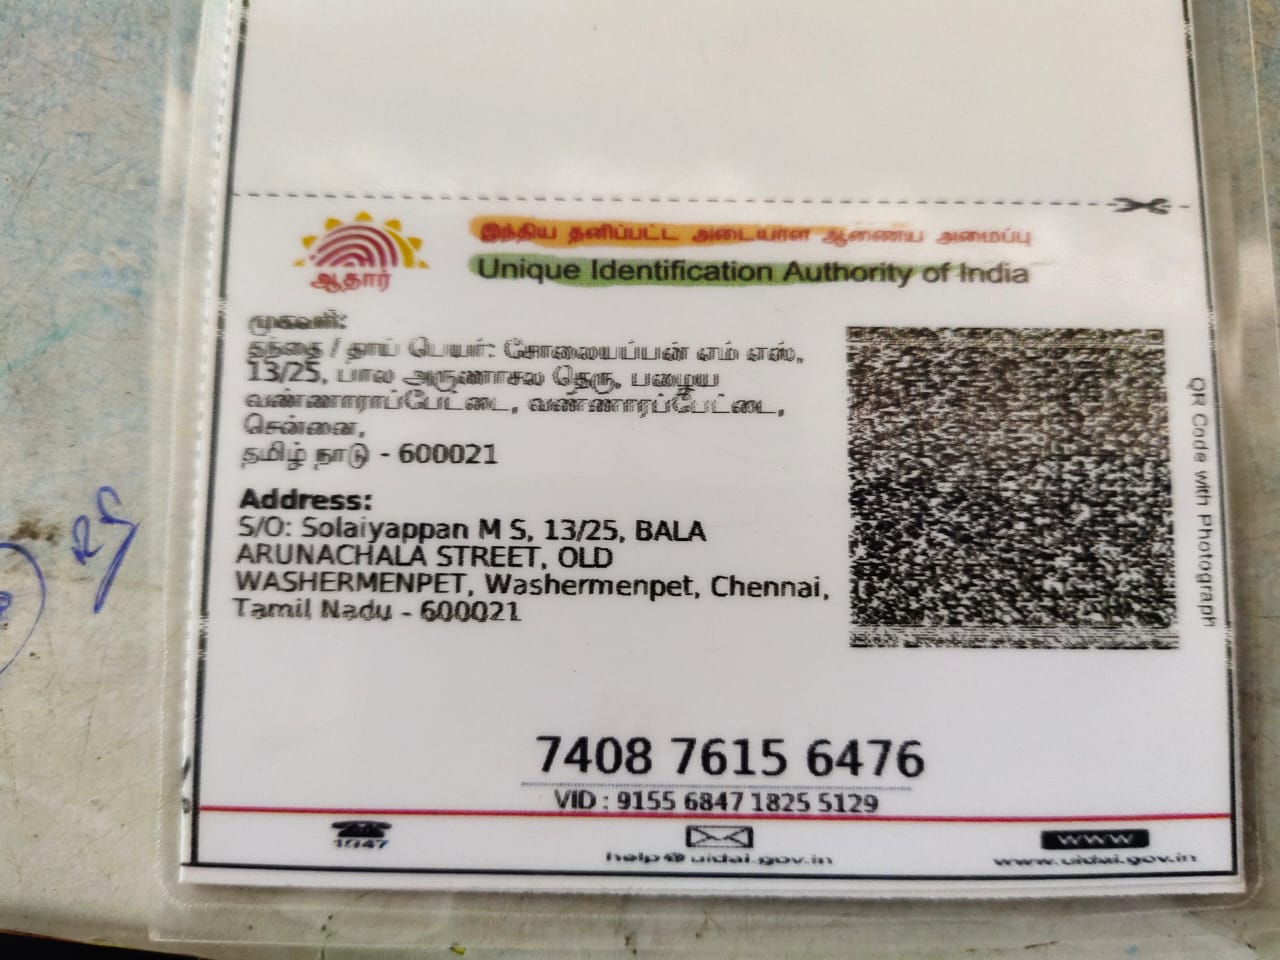 ஆதார்
இந்திய தனிப்பட்ட அடையாள ஆணைய அமைப்பு
Unique Identification Authority of India
முகவரி:
தந்தை / தாய் பெயர்: சோலையப்பன் எம் எஸ்,
13/25, பால அருணாசல தெரு, பழைய
வண்ணாரப்பேட்டை, வண்ணாரப்பேட்டை,
சென்னை,
தமிழ் நாடு - 600021
Address:
S/O: Solaiyappan M S, 13/25, BALA
ARUNACHALA STREET, OLD
WASHERMENPET, Washermenpet, Chennai,
Tamil Nadu - 600021
QR Code with Photograph
7408 7615 6476
VID : 9155 6847 1825 5129
1947
help@uidai.gov.in
www
www.uidai.gov.in